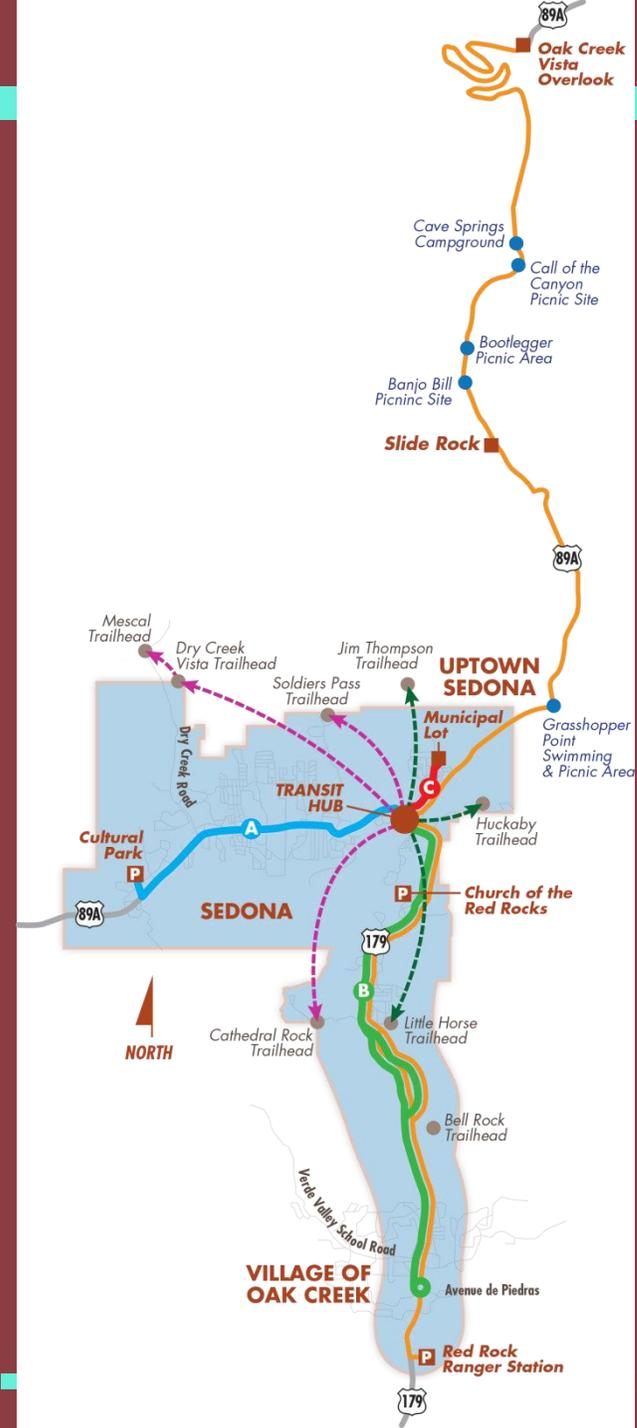 89A
Oak Creek
Vista
Overlook
Cave Springs
Campground
Call of the
Canyon
Picnic Site
Bootlegger
Picnic Area
Banjo Bill
Picninc Site
Slide Rock
89A
Mescal
Trailhead
Dry Creek
Vista Trailhead
Jim Thompson
Trailhead
Soldiers Pass
Trailhead
UPTOWN
SEDONA
Municipal
Lot
Grasshopper
Point
Swimming
& Picnic Area
Dry Creek Road
TRANSIT
HUB
C
A
Huckaby
Trailhead
Cultural
Park
P
P
Church of the
Red Rocks
SEDONA
89A
179
B
NORTH
Cathedral Rock
Trailhead
Little Horse
Trailhead
Bell Rock
Trailhead
Verde Valley School Road
VILLAGE OF
OAK CREEK
Avenue de Piedras
P
Red Rock
Ranger Station
179